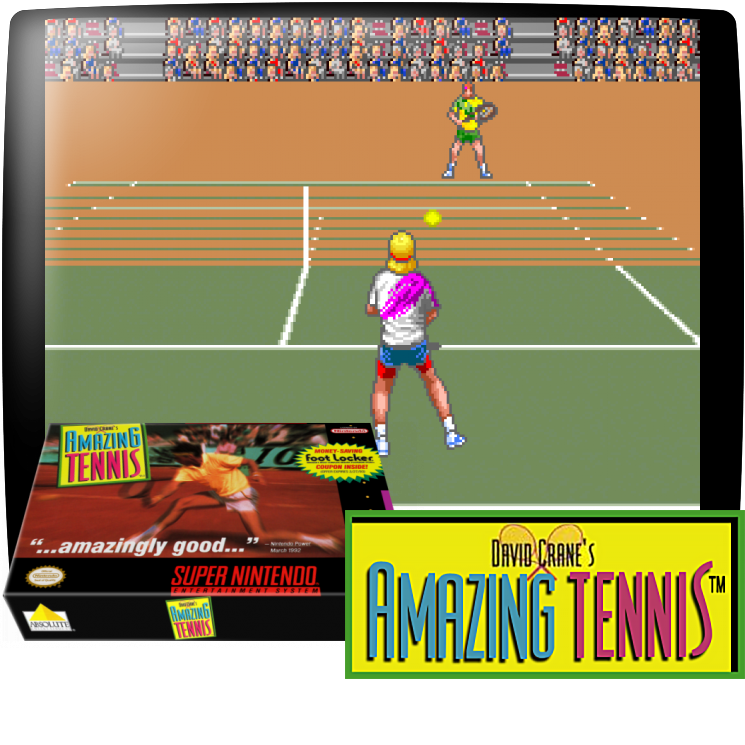 DAVID CRANE'S
AMAZING
TENNIS
MONEY-SAVING
Foot Locker
COUPON INSIDE!
"...amazingly good..."
– Nintendo Power
March 1992
SUPER NINTENDO
ENTERTAINMENT SYSTEM
ABSOLUTE
DAVID CRANE'S
AMAZING
TENNIS
DAVID CRANE'S
AMAZING TENNIS™